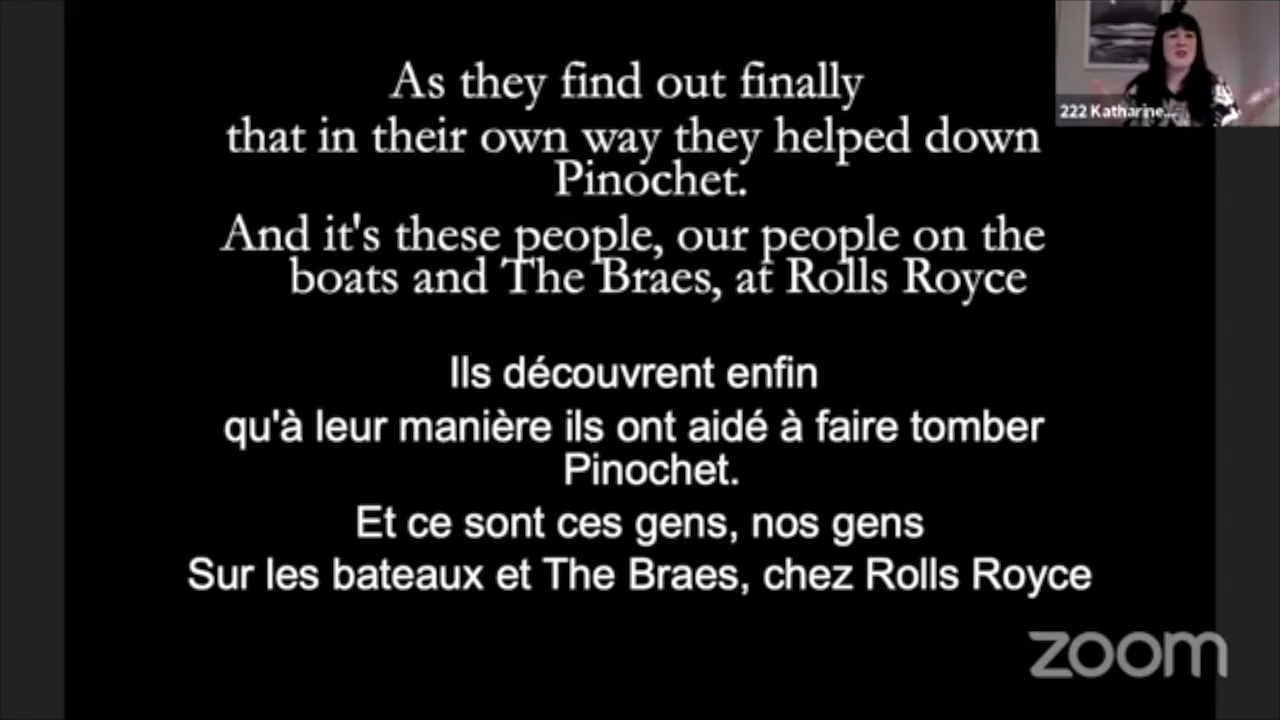 As they find out finally
that in their own way they helped down
Pinochet.
And it's these people, our people on the
boats and The Braes, at Rolls Royce
Ils découvrent enfin
qu'à leur manière ils ont aidé à faire tomber
Pinochet.
Et ce sont ces gens, nos gens
Sur les bateaux et The Braes, chez Rolls Royce
222 Katharine...
zoom